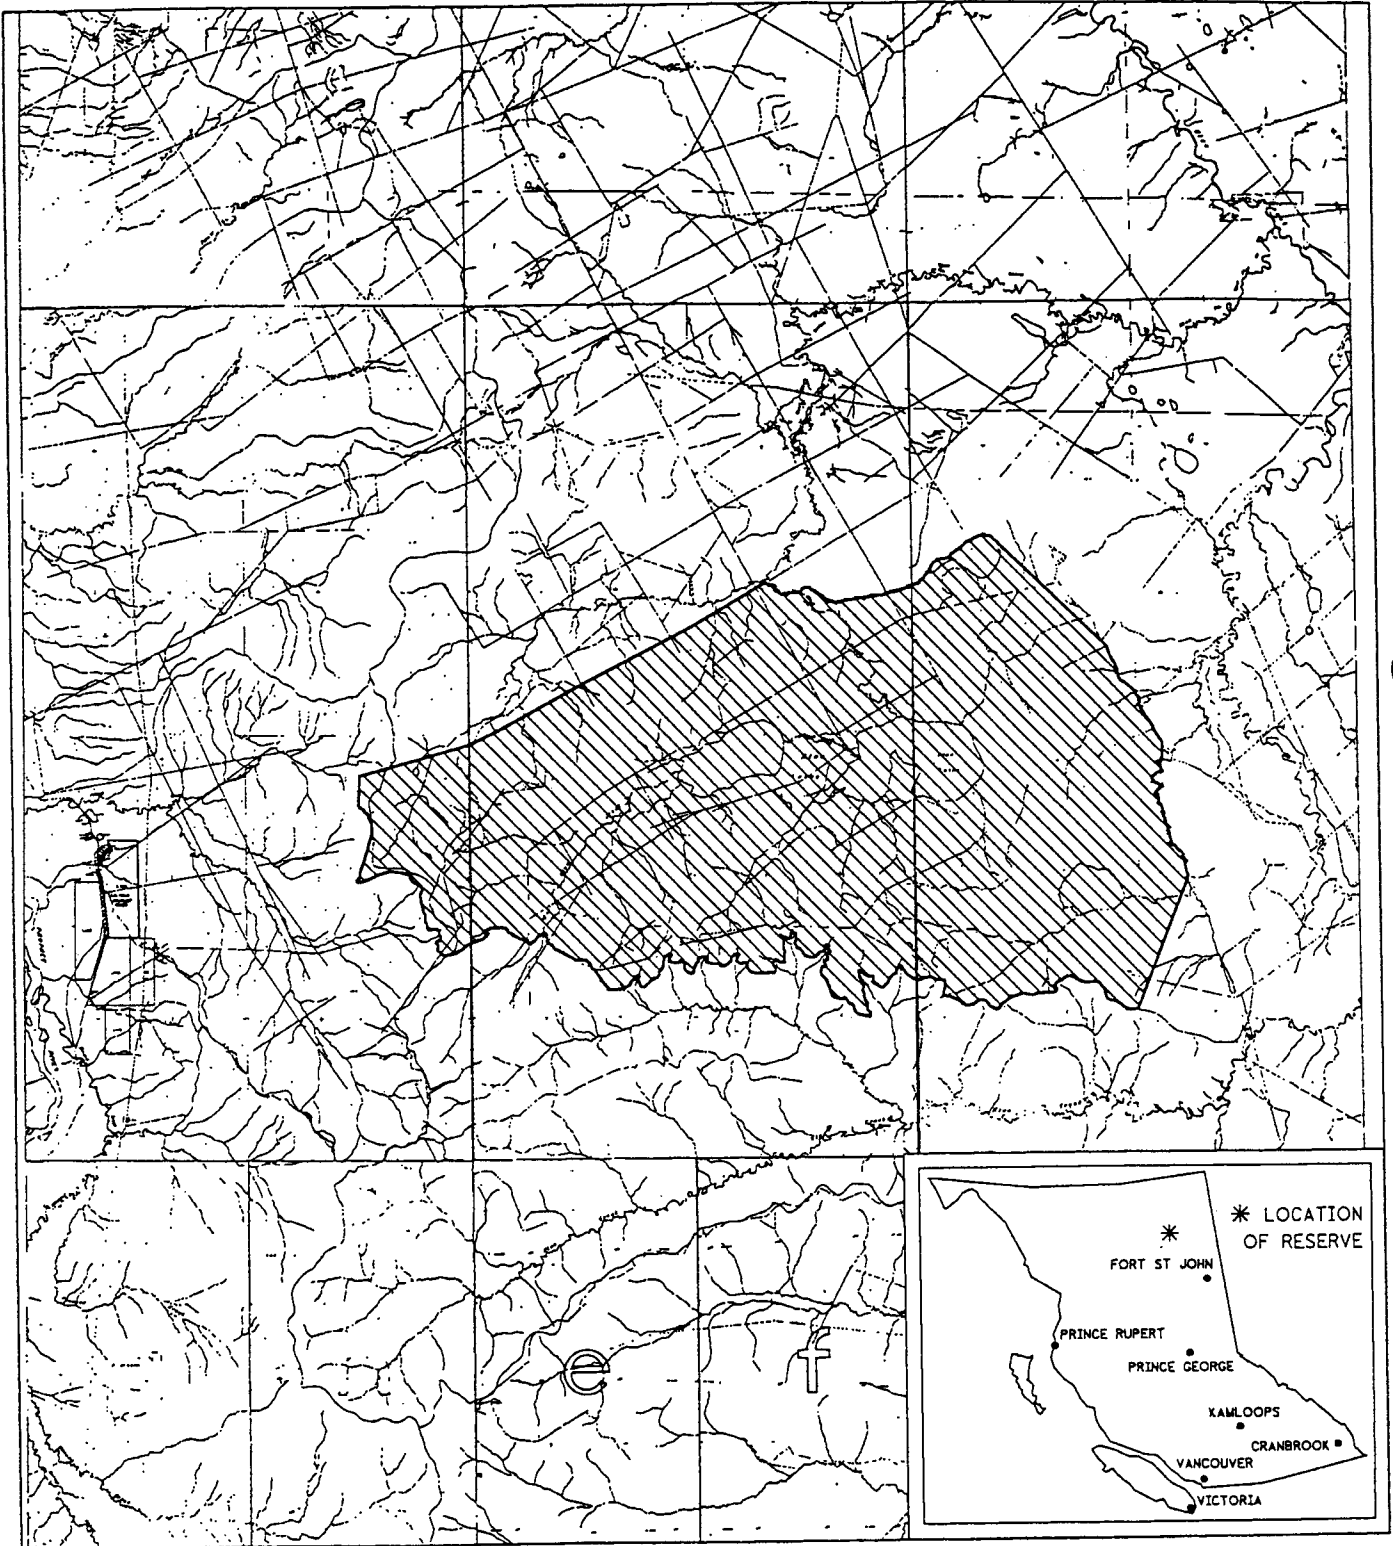 * LOCATION
OF RESERVE
FORT ST JOHN
PRINCE RUPERT
PRINCE GEORGE
KAMLOOPS
CRANBROOK
VANCOUVER
VICTORIA
e
f